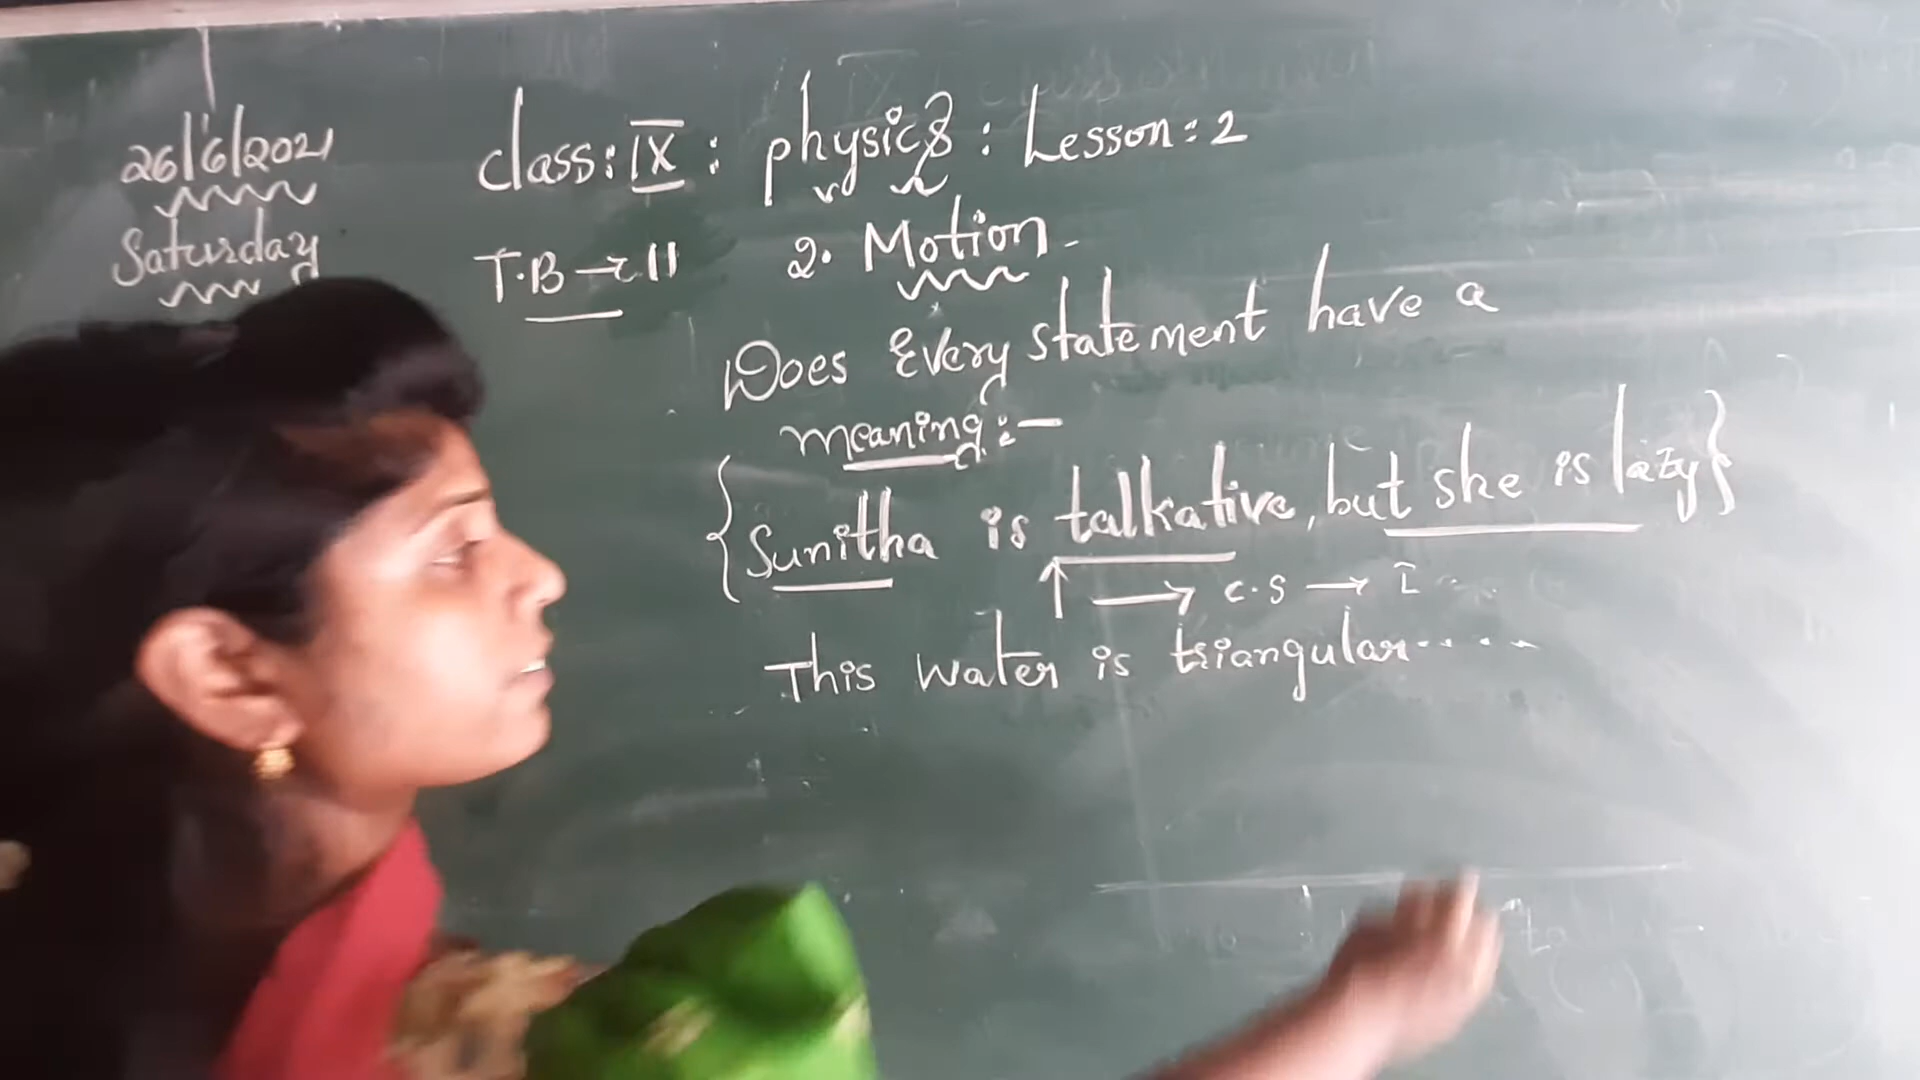 26/6/2021
Saturday
class: IX : physics : Lesson: 2
T.B → 11
2. Motion.
Does Every statement have a
meaning:-
{Sunitha is talkative, but she is lazy}
→ C.S → I
This water is triangular.....